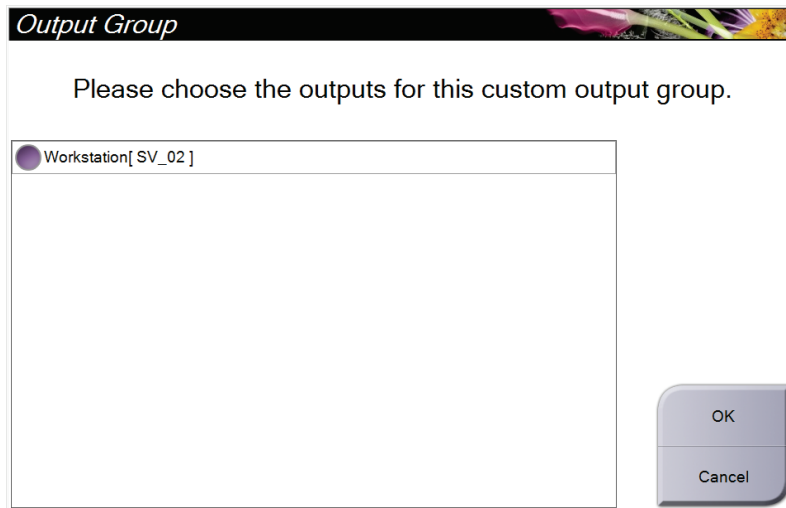 Output Group
Please choose the outputs for this custom output group.
Workstation[ SV_02 ]
OK
Cancel